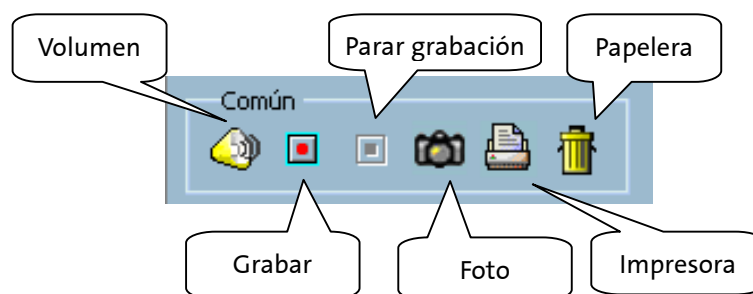 Volumen
Parar grabación
Papelera
Común
Grabar
Foto
Impresora